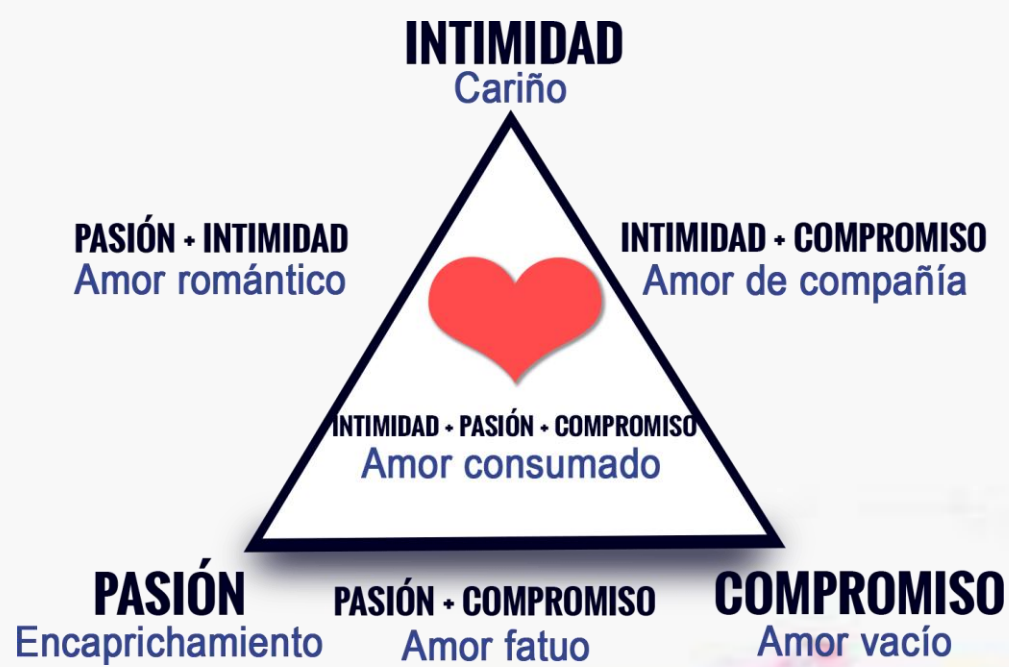 INTIMIDAD
Cariño
PASIÓN + INTIMIDAD
Amor romántico
INTIMIDAD + COMPROMISO
Amor de compañía
INTIMIDAD + PASIÓN + COMPROMISO
Amor consumado
PASIÓN
Encaprichamiento
PASIÓN + COMPROMISO
Amor fatuo
COMPROMISO
Amor vacío